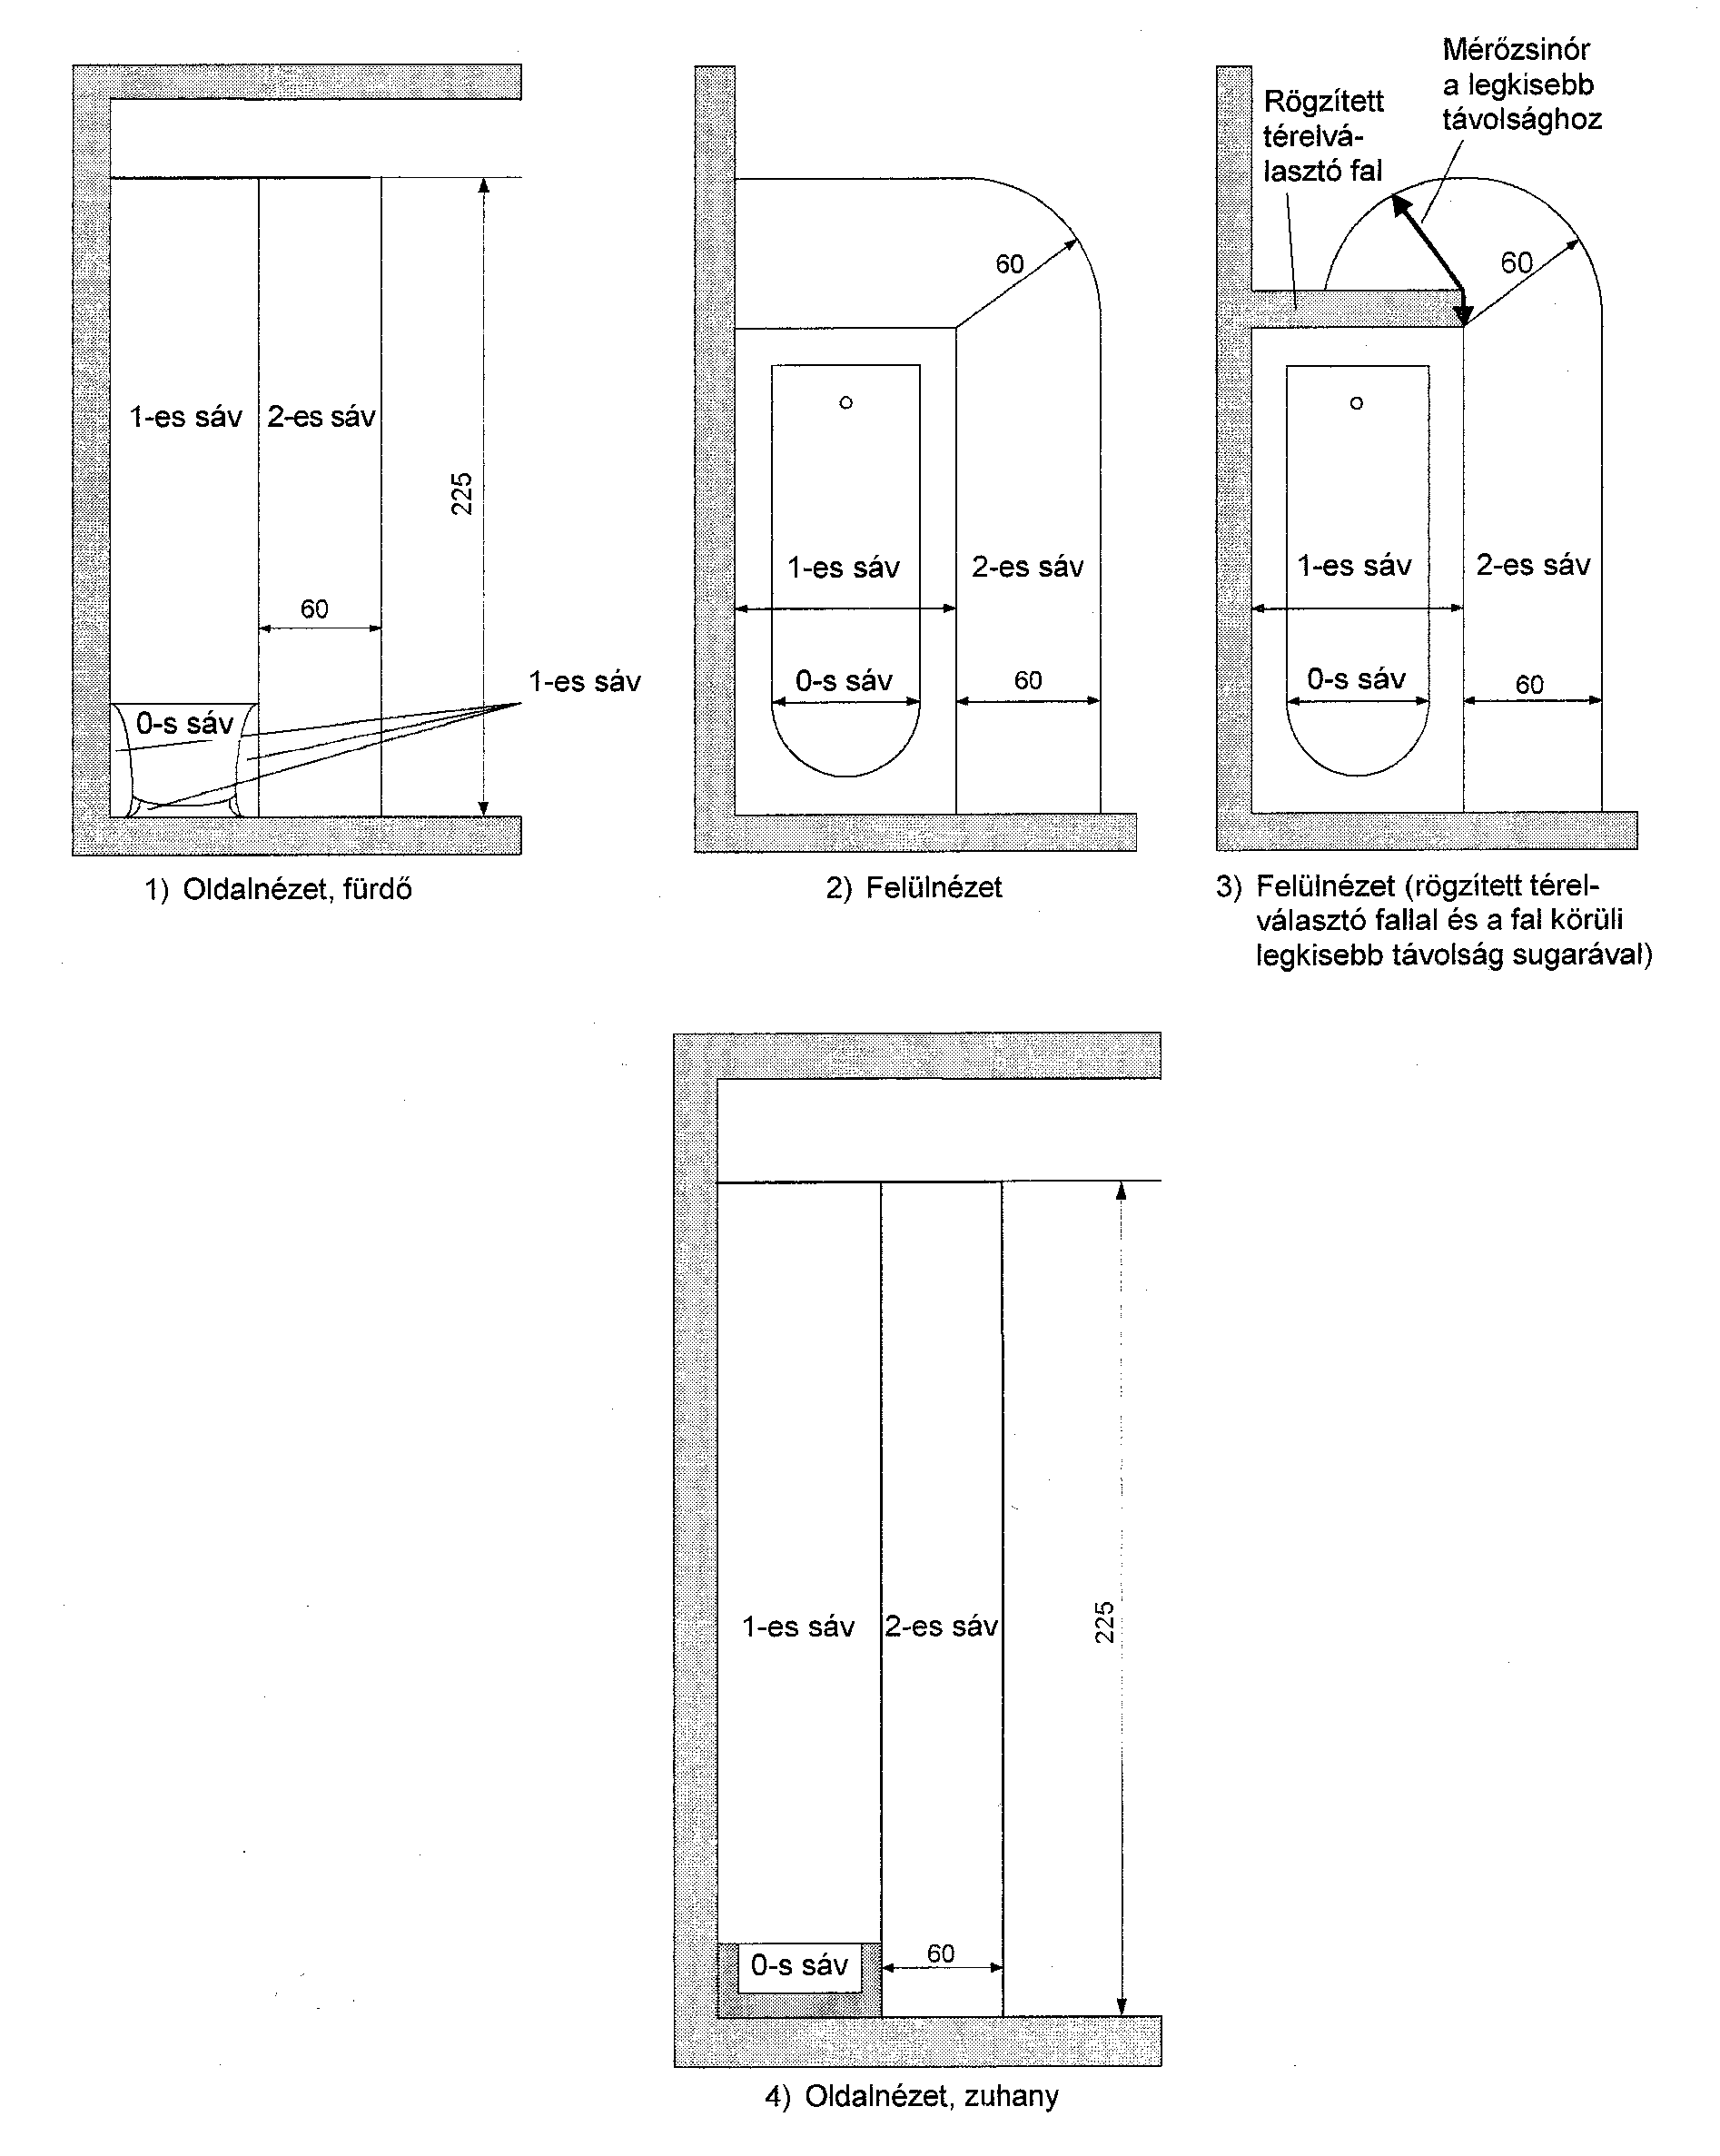 1-es sáv
2-es sáv
225
60
1-es sáv
0-s sáv
1) Oldalnézet, fürdő
60
1-es sáv
2-es sáv
0-s sáv
60
2) Felülnézet
Mérőzsinór
a legkisebb
távolsághoz
Rögzített
térelvá-
lasztó fal
60
1-es sáv
2-es sáv
0-s sáv
60
3) Felülnézet (rögzített térel-
választó fallal és a fal körüli
legkisebb távolság sugarával)
1-es sáv
2-es sáv
225
0-s sáv
60
4) Oldalnézet, zuhany